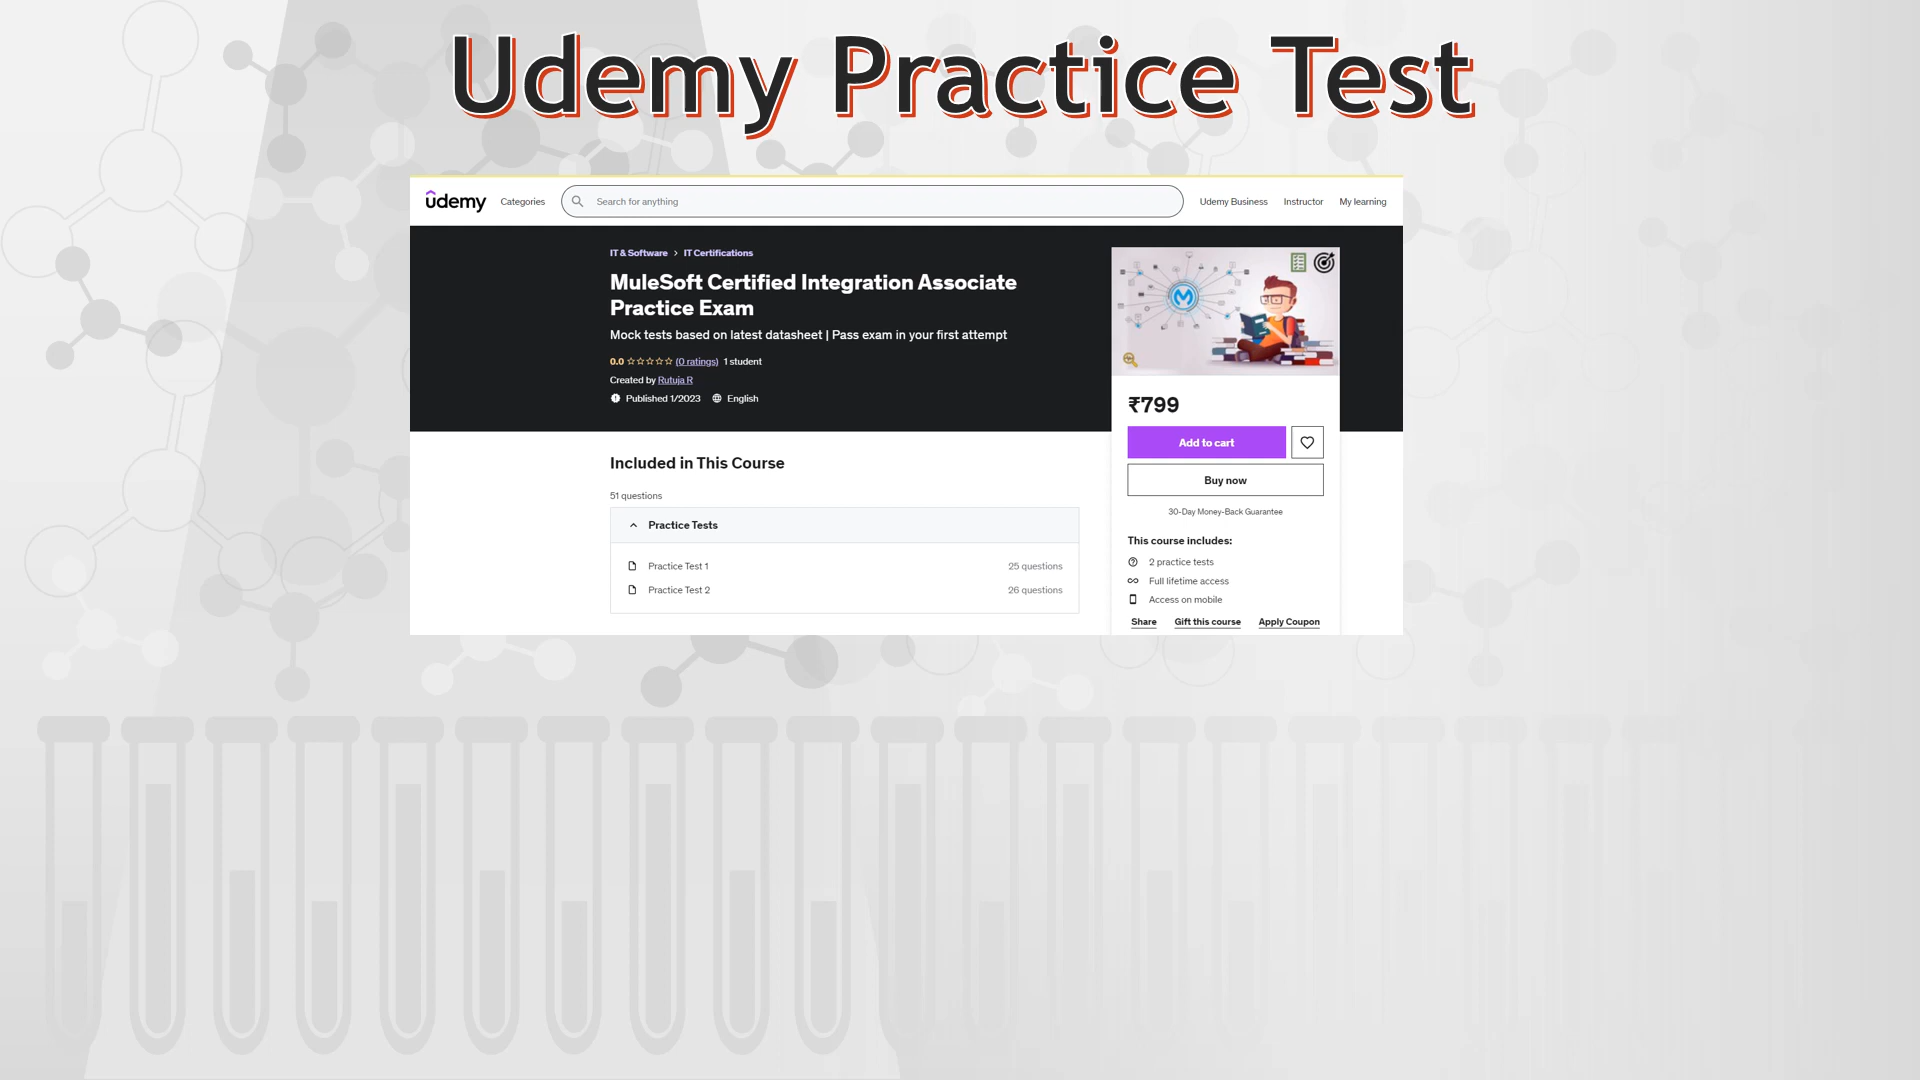 Udemy Practice Test
udemy Categories Search for anything Udemy Business Instructor My learning
IT & Software > IT Certifications
MuleSoft Certified Integration Associate
Practice Exam
Mock tests based on latest datasheet | Pass exam in your first attempt
0.0 (0 ratings) 1 student
Created by Rutuja R
Published 1/2023 English
₹799
Add to cart
Buy now
30-Day Money-Back Guarantee
This course includes:
2 practice tests
Full lifetime access
Access on mobile
Share Gift this course Apply Coupon
Included in This Course
51 questions
Practice Tests
Practice Test 1 25 questions
Practice Test 2 26 questions